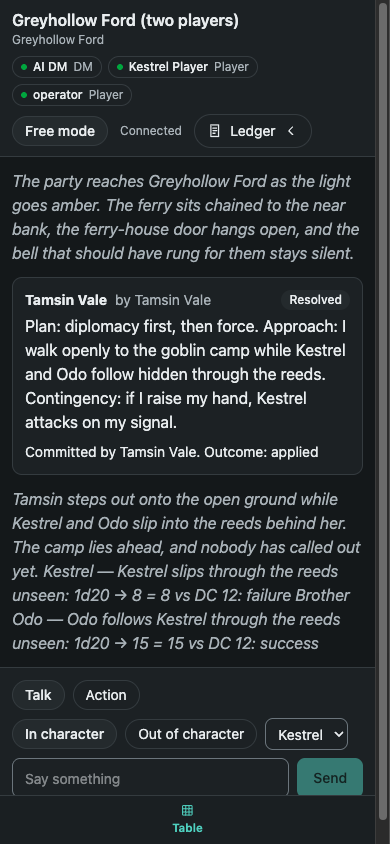 Greyhollow Ford (two players)
Greyhollow Ford
AI DM DM Kestrel Player Player
operator Player
Free mode Connected Ledger
The party reaches Greyhollow Ford as the light
goes amber. The ferry sits chained to the near
bank, the ferry-house door hangs open, and the
bell that should have rung for them stays silent.
Tamsin Vale by Tamsin Vale Resolved
Plan: diplomacy first, then force. Approach: I
walk openly to the goblin camp while Kestrel
and Odo follow hidden through the reeds.
Contingency: if I raise my hand, Kestrel
attacks on my signal.
Committed by Tamsin Vale. Outcome: applied
Tamsin steps out onto the open ground while
Kestrel and Odo slip into the reeds behind her.
The camp lies ahead, and nobody has called out
yet. Kestrel — Kestrel slips through the reeds
unseen: 1d20 → 8 = 8 vs DC 12: failure Brother
Odo — Odo follows Kestrel through the reeds
unseen: 1d20 → 15 = 15 vs DC 12: success
Talk Action
In character Out of character Kestrel
Say something Send
Table